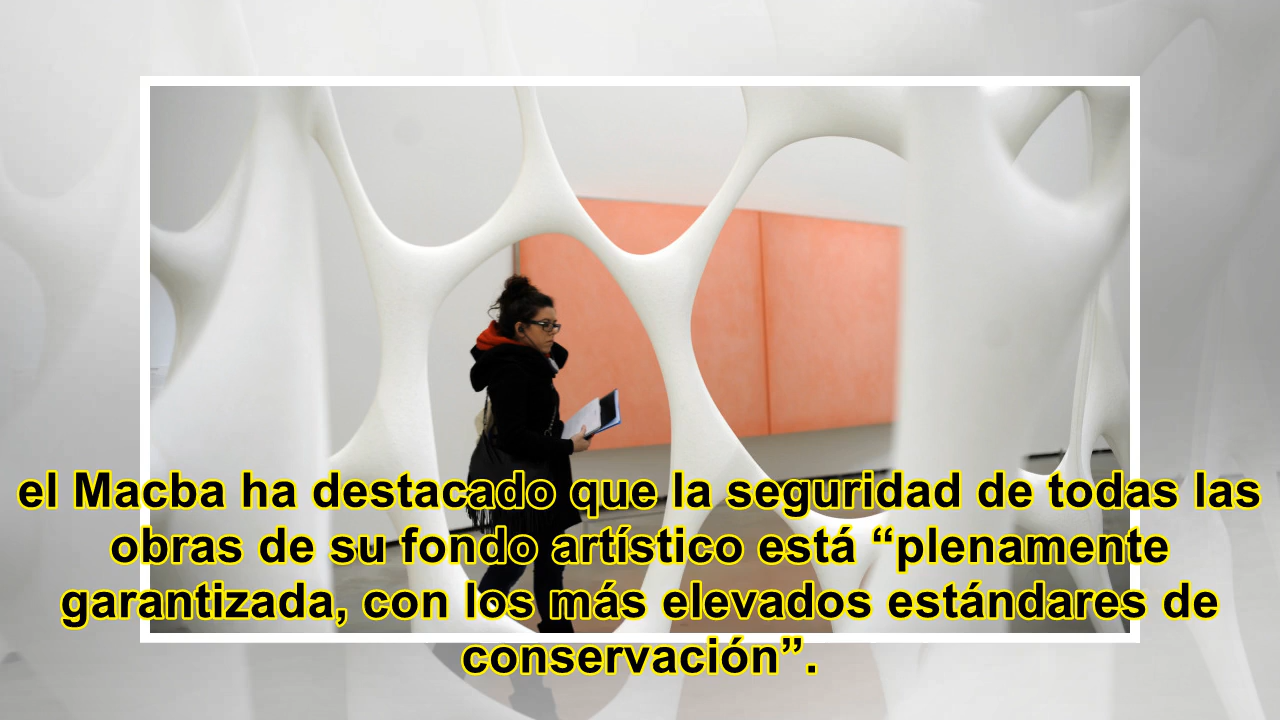 el Macba ha destacado que la seguridad de todas las
obras de su fondo artístico está “plenamente
garantizada, con los más elevados estándares de
conservación”.